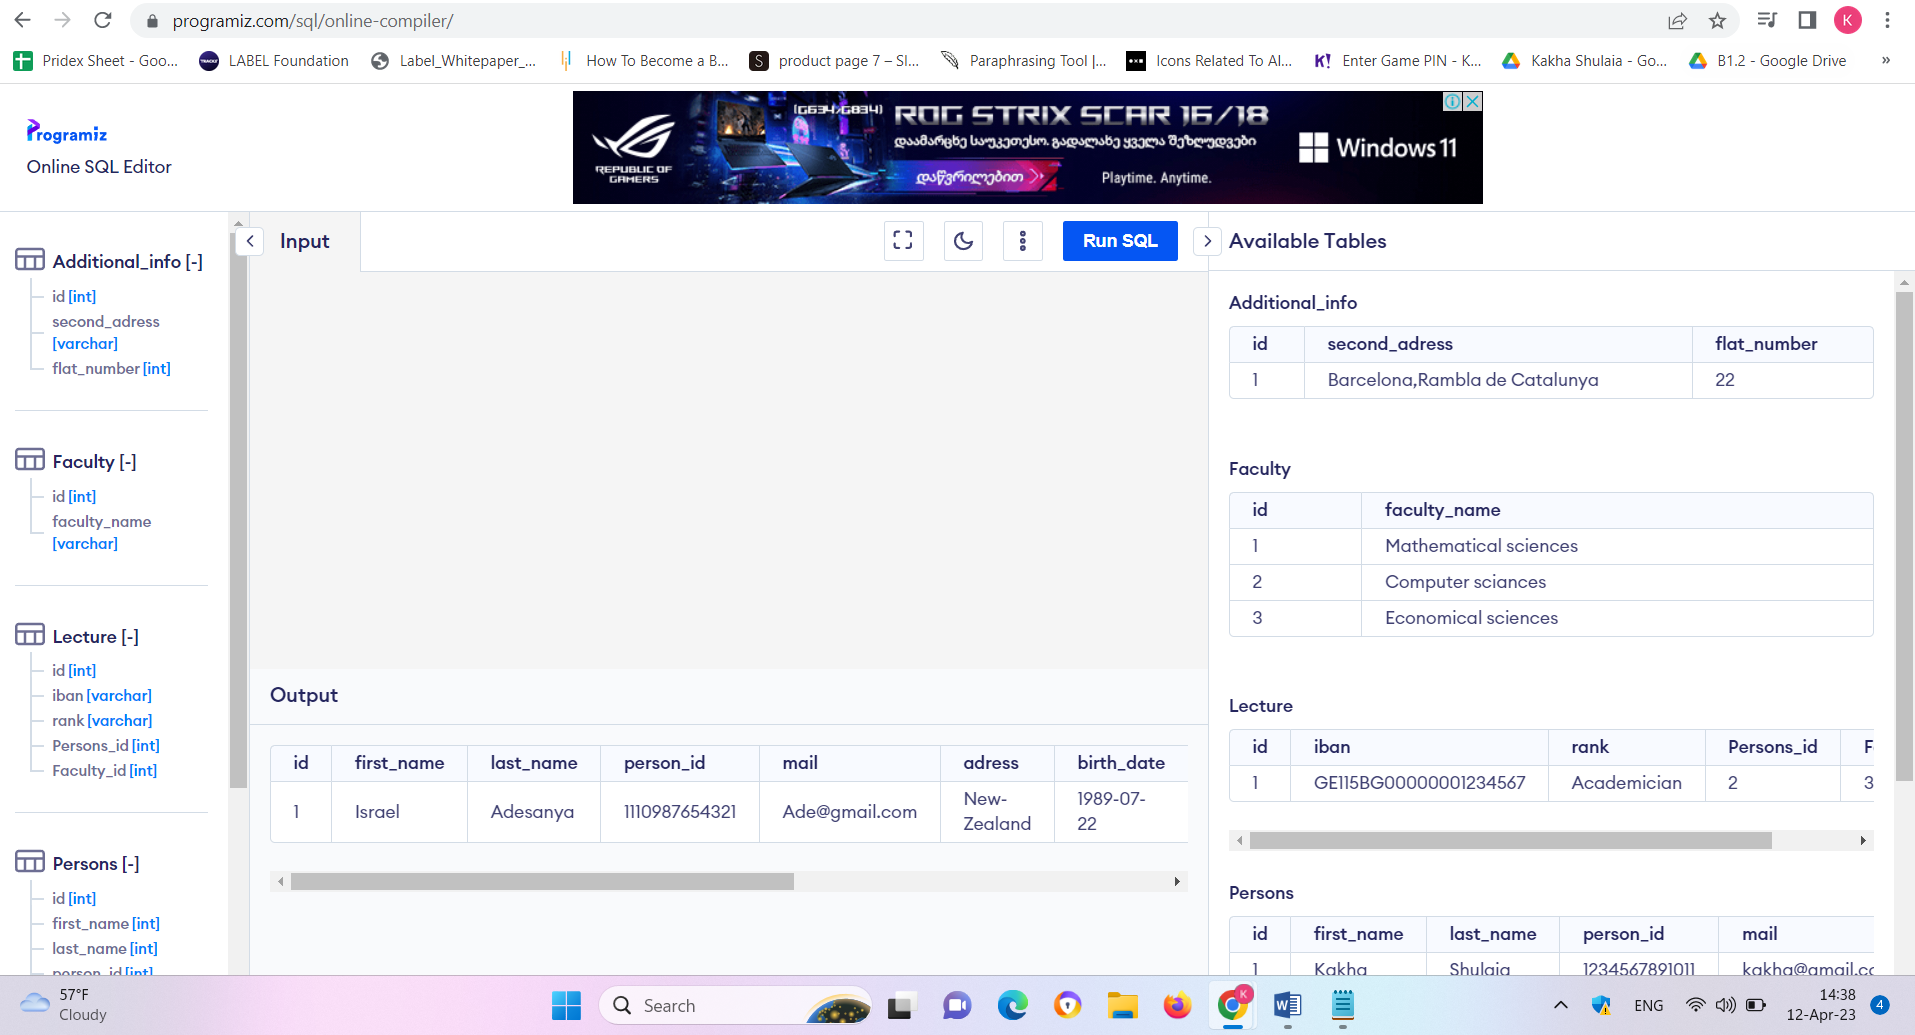 programiz.com/sql/online-compiler/
K
Pridex Sheet - Goo...
LABEL Foundation
Label_Whitepaper_...
How To Become a B...
product page 7 – Sl...
Paraphrasing Tool |...
Icons Related To AI...
Enter Game PIN - K...
Kakha Shulaia - Go...
B1.2 - Google Drive
»
Programiz
Online SQL Editor
REPUBLIC OF
GAMERS
(G634/G834)
ROG STRIX SCAR 16/18
დაამარცხე საუკეთესო. გადალახე ყველა შეზღუდვები
დაწვრილებით
Windows 11
Playtime. Anytime.
Additional_info [-]
id [int]
second_adress
[varchar]
flat_number [int]
Faculty [-]
id [int]
faculty_name
[varchar]
Lecture [-]
id [int]
iban [varchar]
rank [varchar]
Persons_id [int]
Faculty_id [int]
Persons [-]
id [int]
first_name [int]
last_name [int]
person_id [int]
Input
Run SQL
Output
id first_name last_name person_id mail adress birth_date
1 Israel Adesanya 1110987654321 Ade@gmail.com New-Zealand 1989-07-22
Available Tables
Additional_info
id second_adress flat_number
1 Barcelona,Rambla de Catalunya 22
Faculty
id faculty_name
1 Mathematical sciences
2 Computer sciances
3 Economical sciences
Lecture
id iban rank Persons_id F
1 GE115BG00000001234567 Academician 2 3
Persons
id first_name last_name person_id mail
1 Kakha Shulaia 1234567891011 kakha@gmail.co
57°F
Cloudy
Search
K
ENG
14:38
12-Apr-23
4